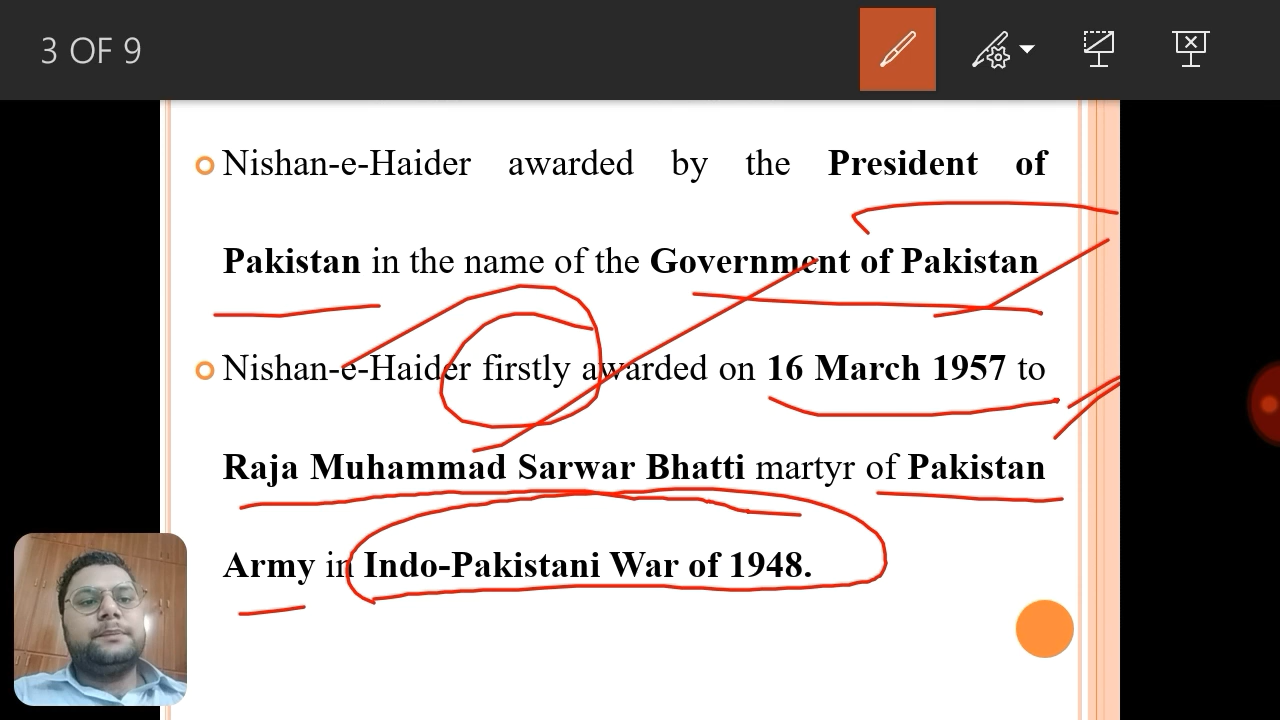 3 OF 9
Nishan-e-Haider awarded by the President of
Pakistan in the name of the Government of Pakistan
Nishan-e-Haider firstly awarded on 16 March 1957 to
Raja Muhammad Sarwar Bhatti martyr of Pakistan
Army in Indo-Pakistani War of 1948.